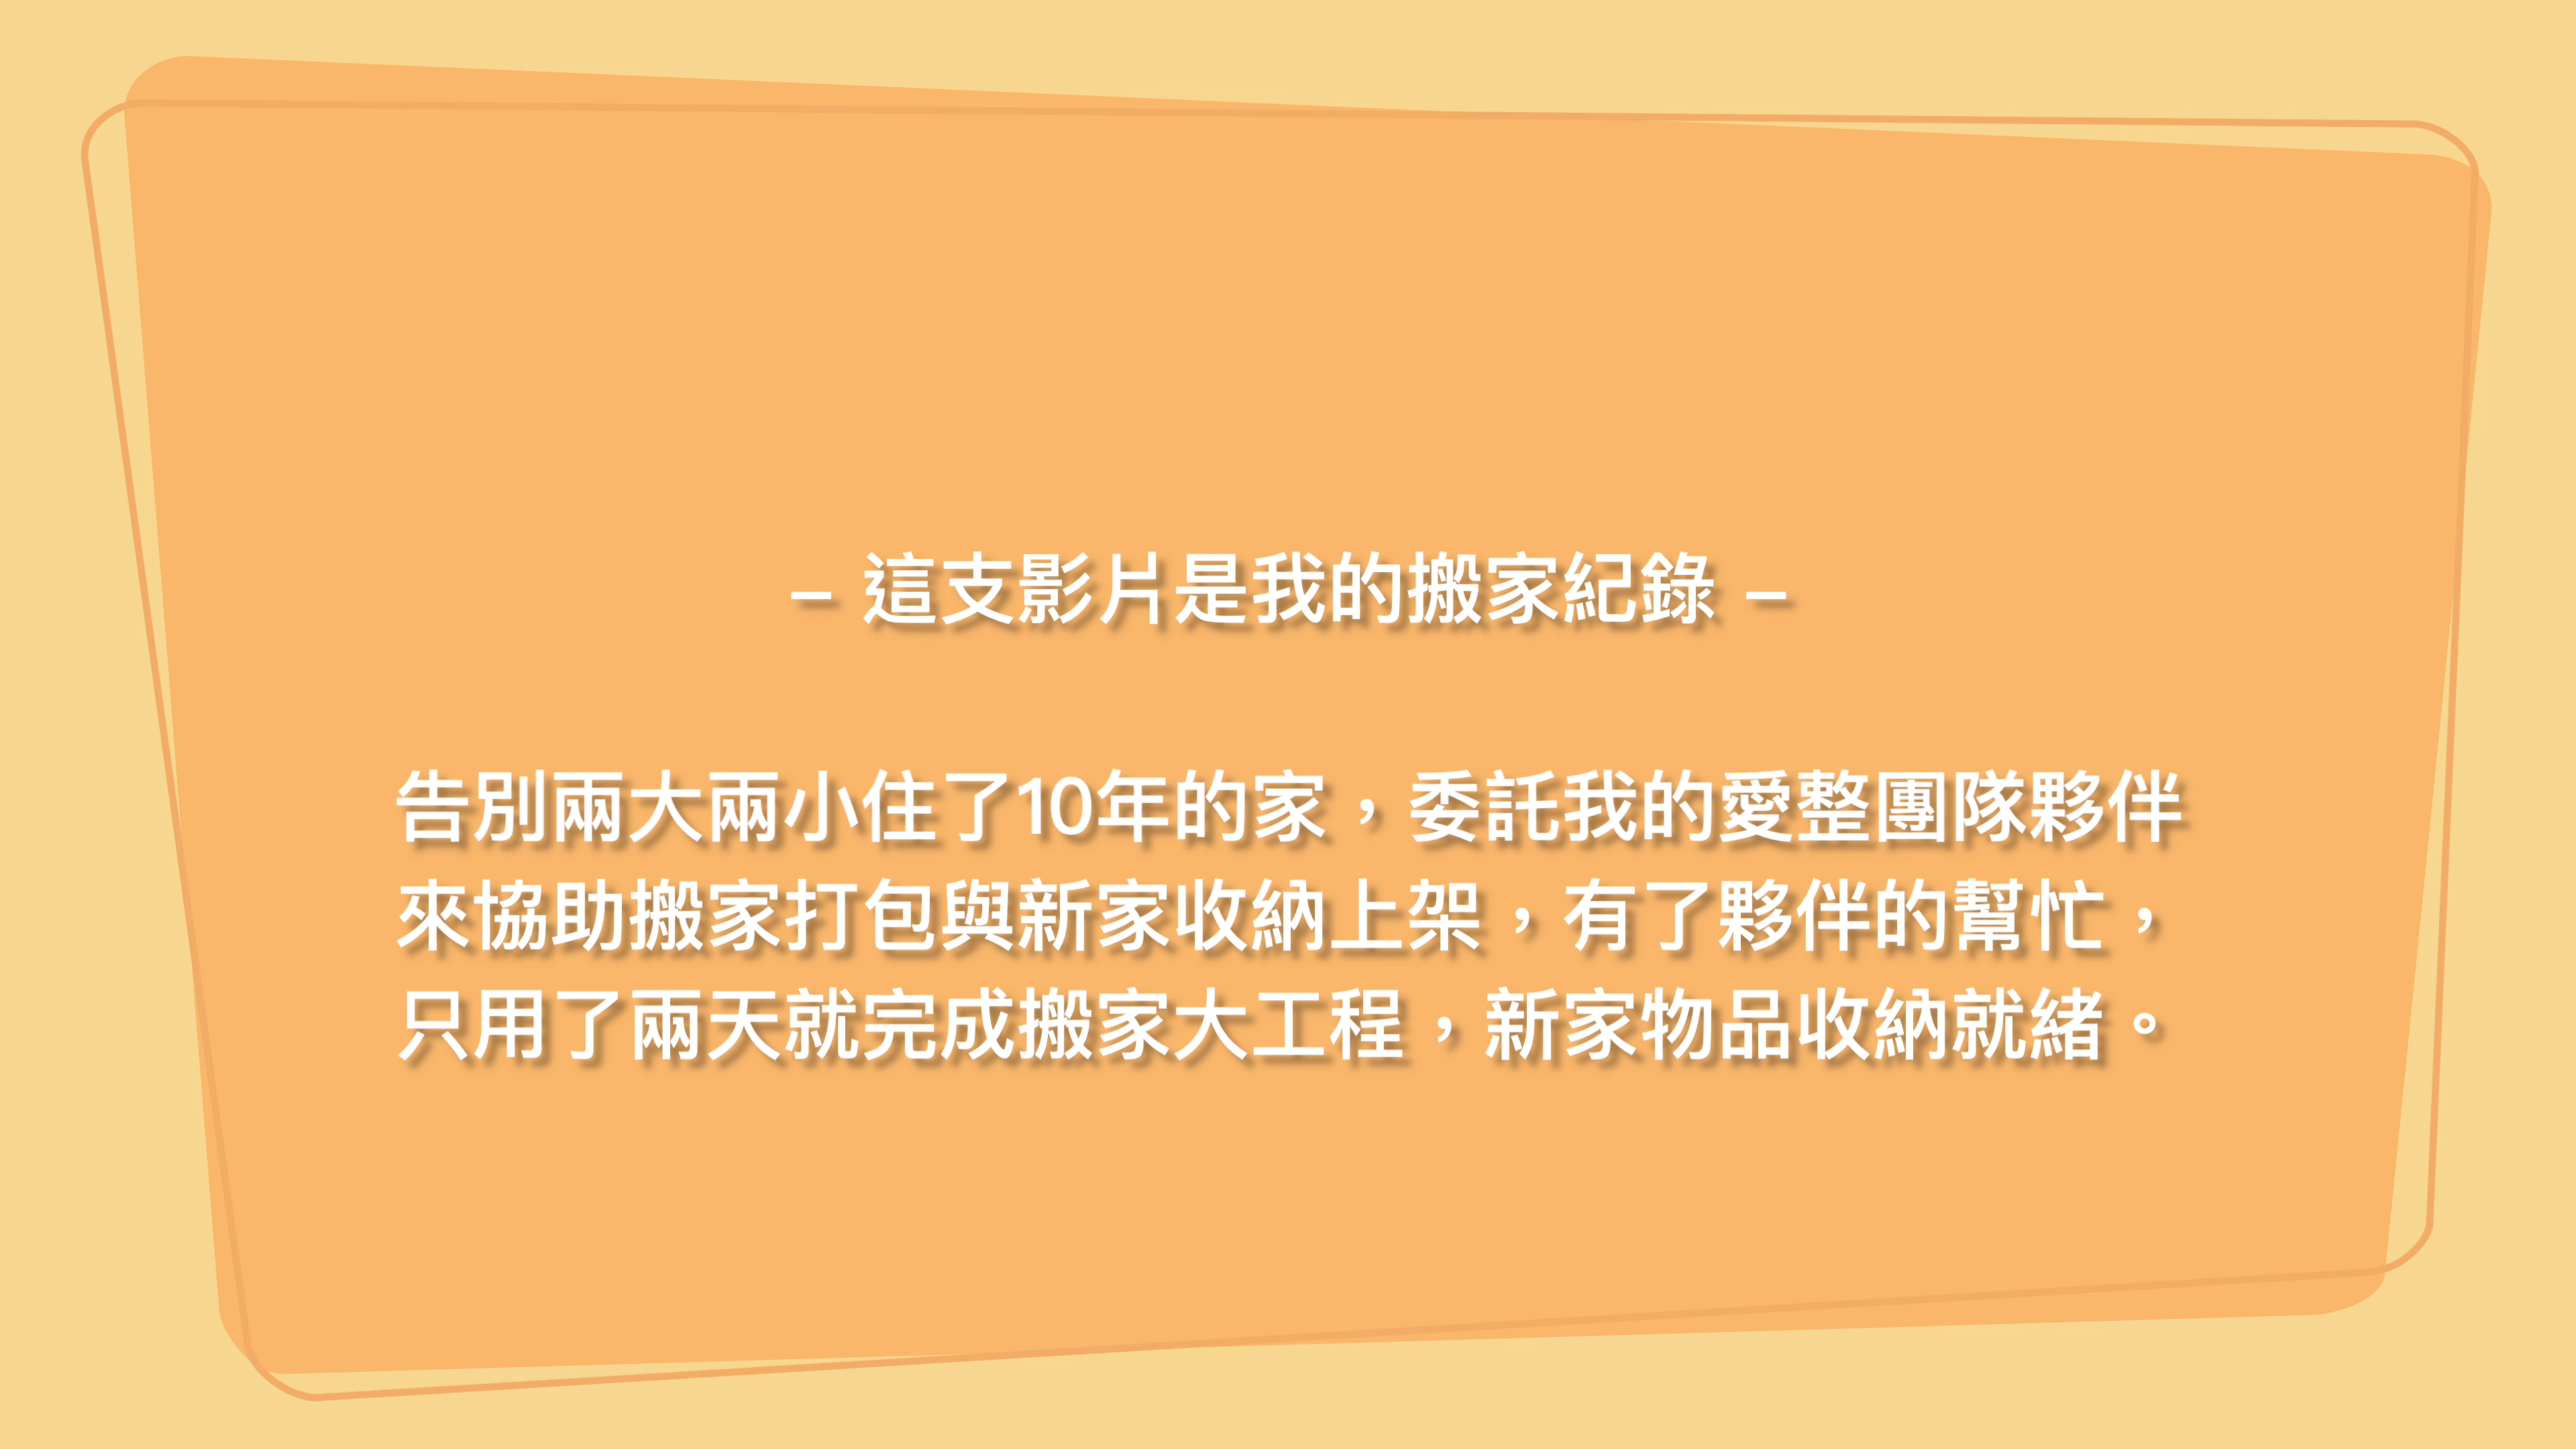 – 這支影片是我的搬家紀錄 –
告別兩大兩小住了10年的家，委託我的愛整團隊夥伴
來協助搬家打包與新家收納上架，有了夥伴的幫忙，
只用了兩天就完成搬家大工程，新家物品收納就緒。